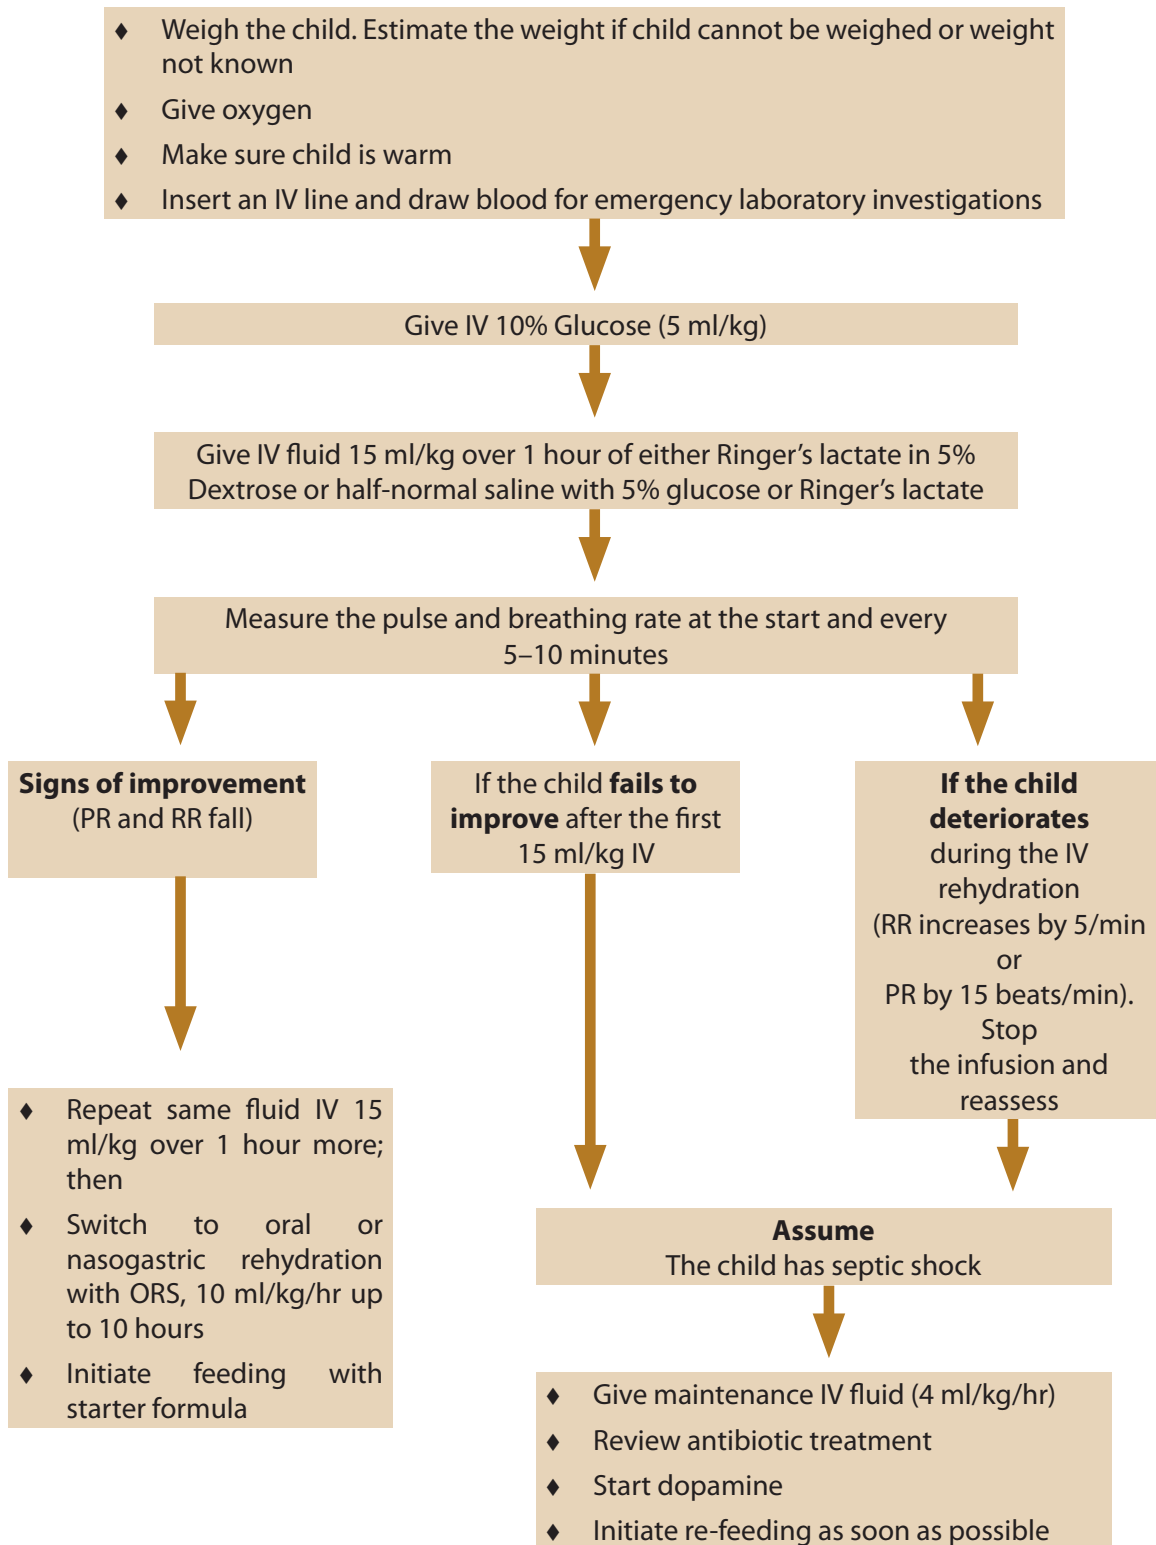 ♦ Weigh the child. Estimate the weight if child cannot be weighed or weight
not known
♦ Give oxygen
♦ Make sure child is warm
♦ Insert an IV line and draw blood for emergency laboratory investigations
Give IV 10% Glucose (5 ml/kg)
Give IV fluid 15 ml/kg over 1 hour of either Ringer’s lactate in 5%
Dextrose or half-normal saline with 5% glucose or Ringer’s lactate
Measure the pulse and breathing rate at the start and every
5–10 minutes
Signs of improvement
(PR and RR fall)
If the child fails to
improve after the first
15 ml/kg IV
If the child
deteriorates
during the IV
rehydration
(RR increases by 5/min
or
PR by 15 beats/min).
Stop
the infusion and
reassess
♦ Repeat same fluid IV 15
ml/kg over 1 hour more;
then
♦ Switch to oral or
nasogastric rehydration
with ORS, 10 ml/kg/hr up
to 10 hours
♦ Initiate feeding with
starter formula
Assume
The child has septic shock
♦ Give maintenance IV fluid (4 ml/kg/hr)
♦ Review antibiotic treatment
♦ Start dopamine
♦ Initiate re-feeding as soon as possible